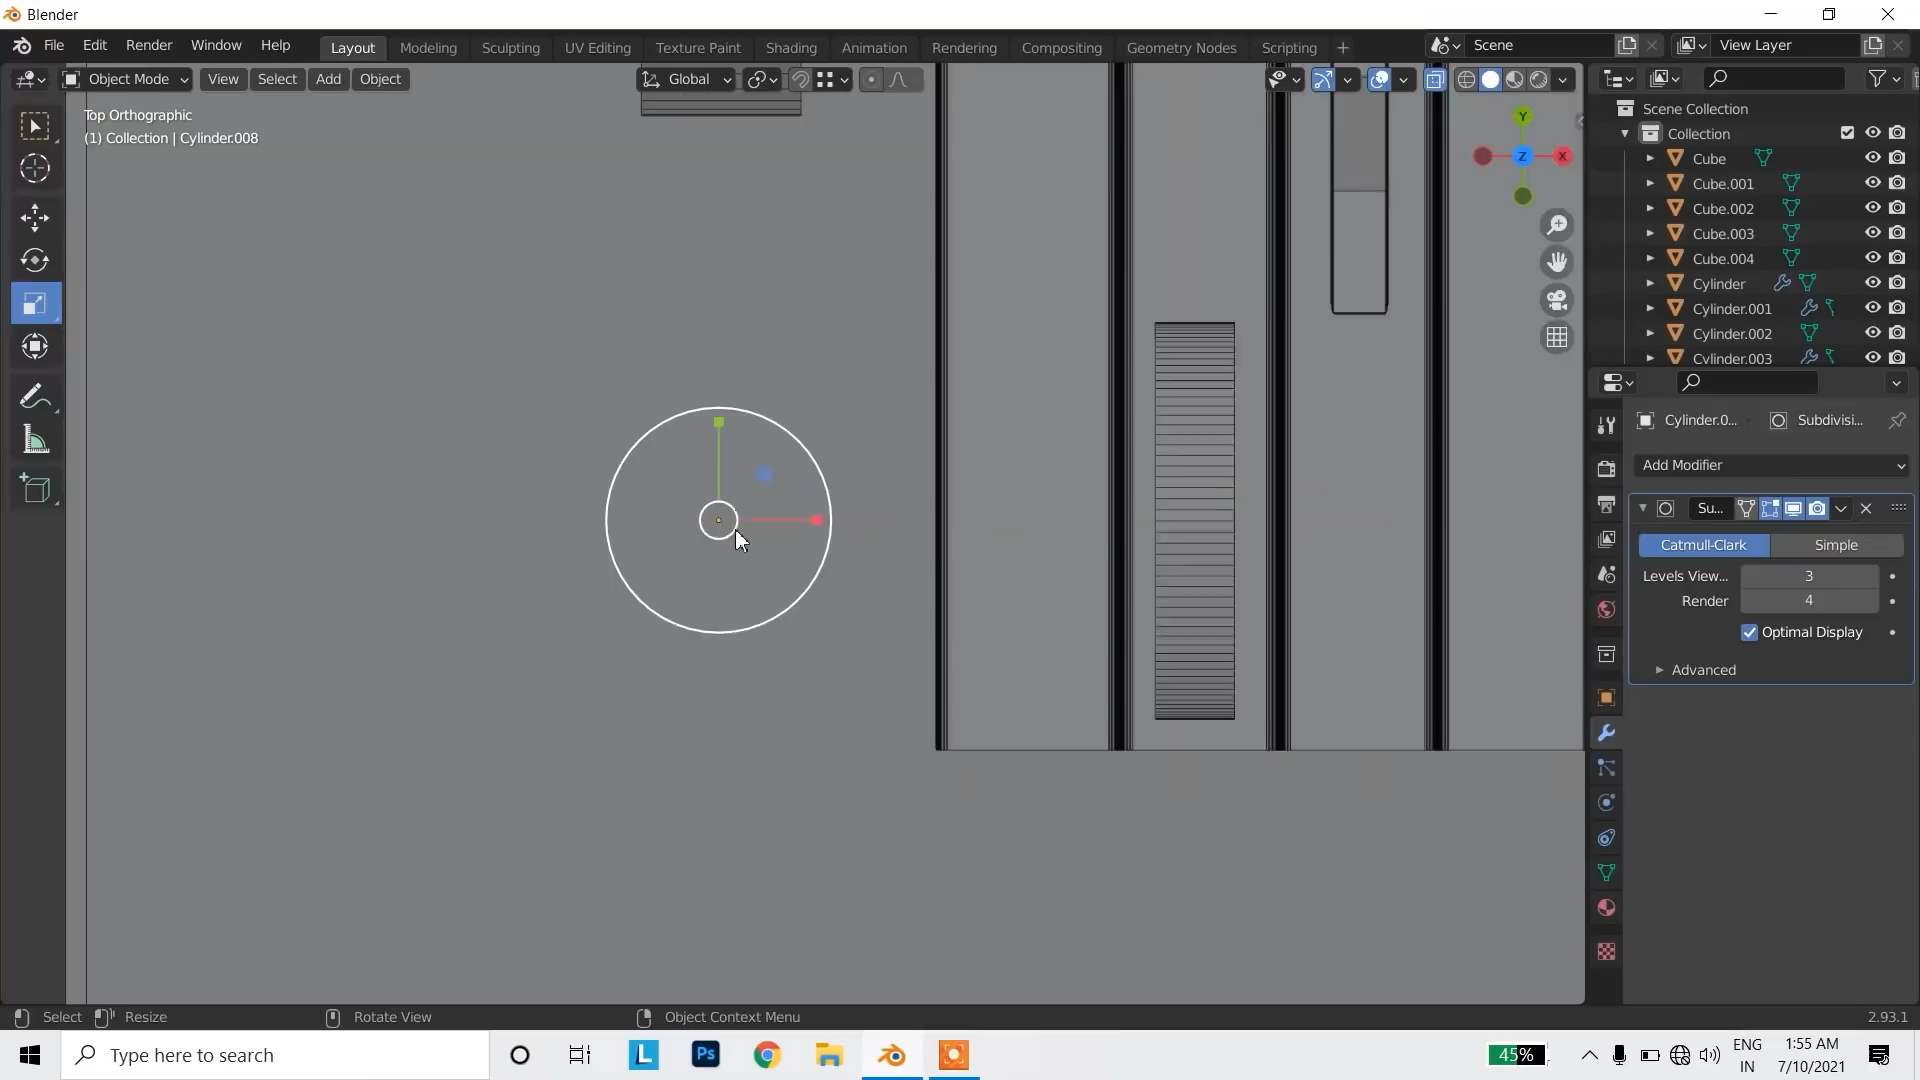 Blender
File Edit Render Window Help
Layout Modeling Sculpting UV Editing Texture Paint Shading Animation Rendering Compositing Geometry Nodes Scripting +
Scene
View Layer
Object Mode View Select Add Object
Global
Top Orthographic
(1) Collection | Cylinder.008
Y
Z X
Scene Collection
Collection
Cube
Cube.001
Cube.002
Cube.003
Cube.004
Cylinder
Cylinder.001
Cylinder.002
Cylinder.003
Cylinder.0... Subdivisi...
Add Modifier
Su...
Catmull-Clark Simple
Levels View... 3
Render 4
Optimal Display
Advanced
Select Resize Rotate View Object Context Menu 2.93.1
Type here to search
L
Ps
45%
ENG
IN
1:55 AM
7/10/2021